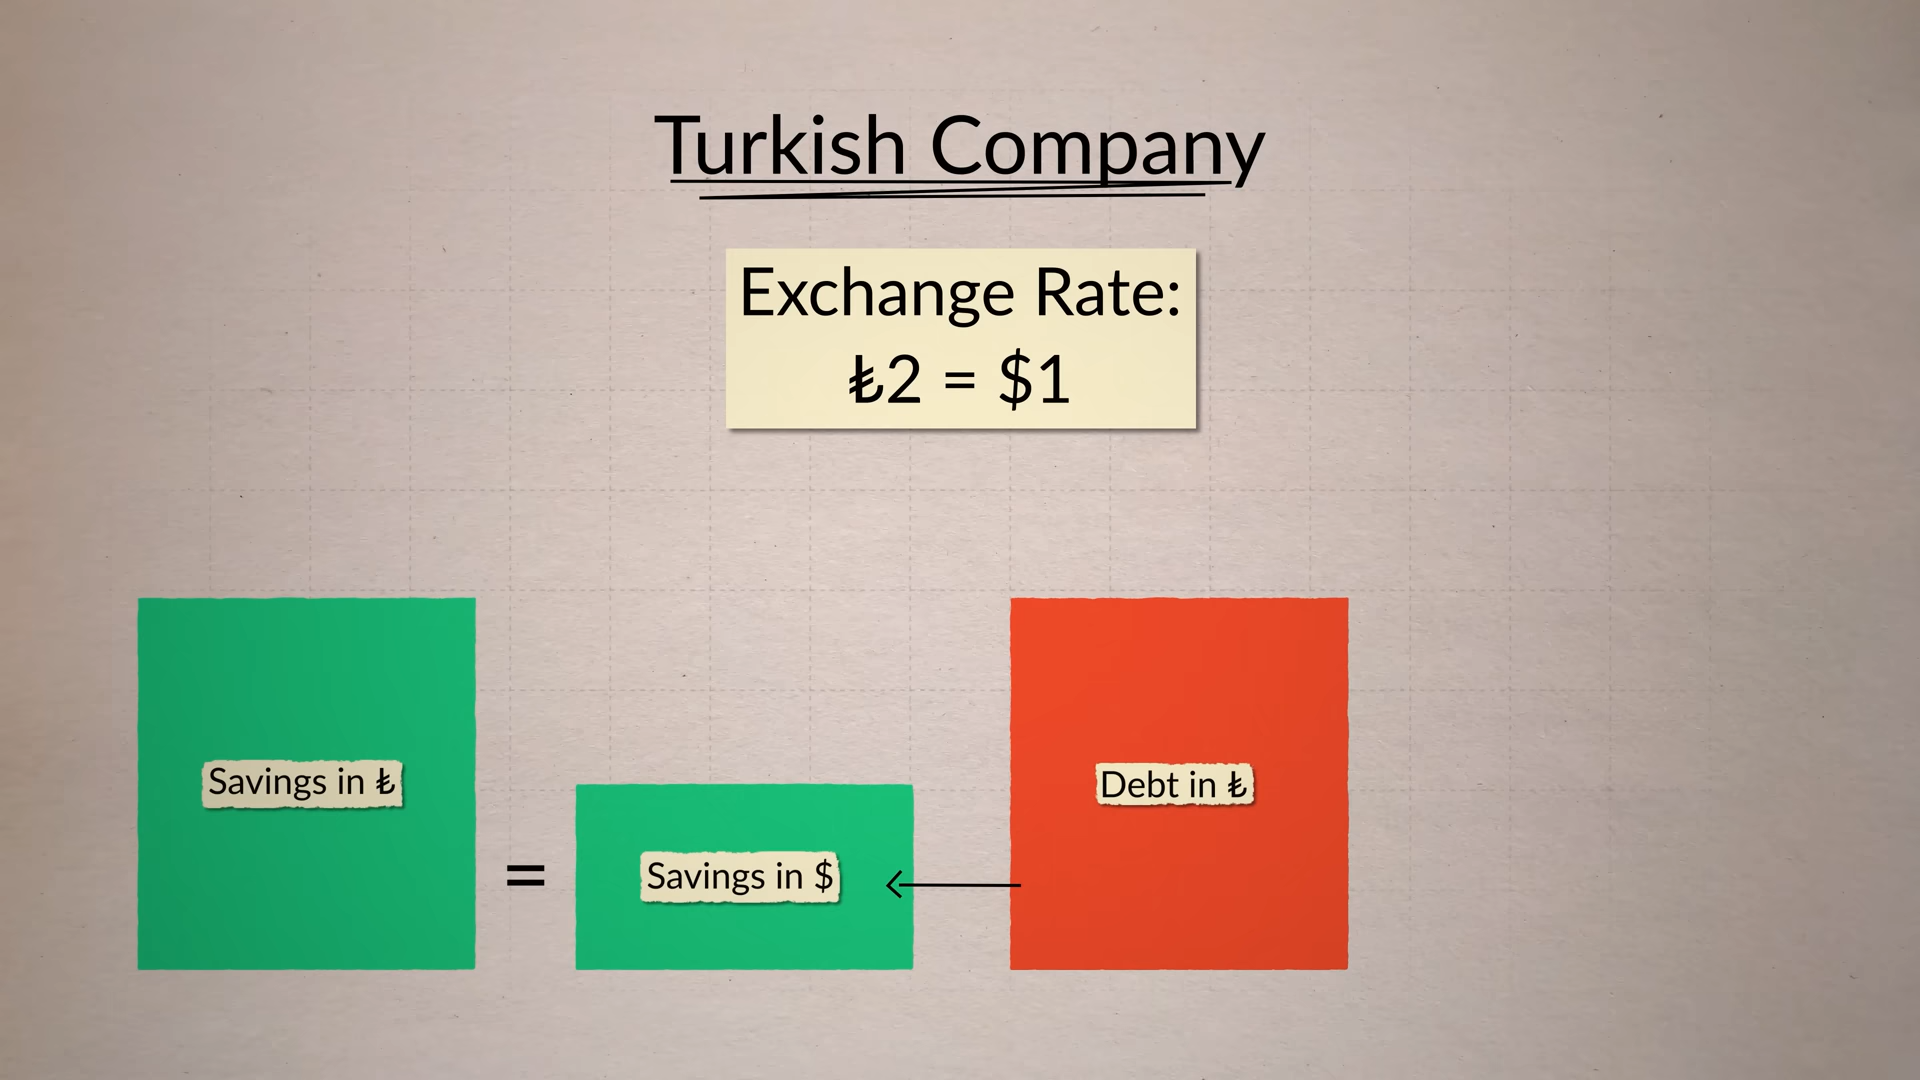 Turkish Company
Exchange Rate:
₺2 = $1
Savings in ₺
=
Savings in $
Debt in ₺